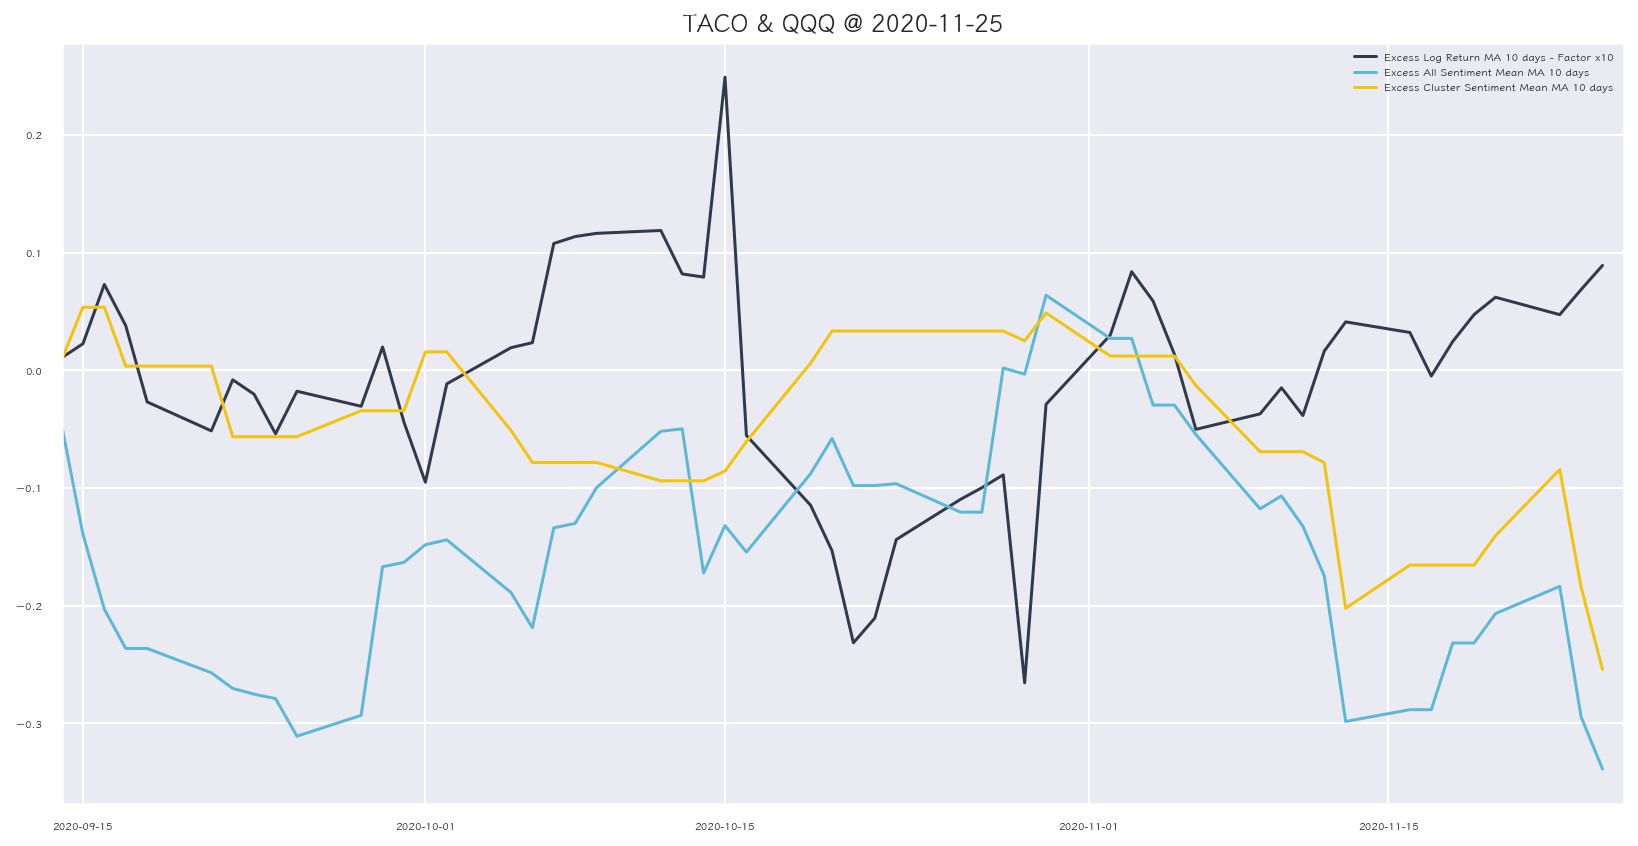 TACO & QQQ @ 2020-11-25
Excess Log Return MA 10 days - Factor x10
Excess All Sentiment Mean MA 10 days
Excess Cluster Sentiment Mean MA 10 days
0.2
0.1
0.0
−0.1
−0.2
−0.3
2020-09-15
2020-10-01
2020-10-15
2020-11-01
2020-11-15